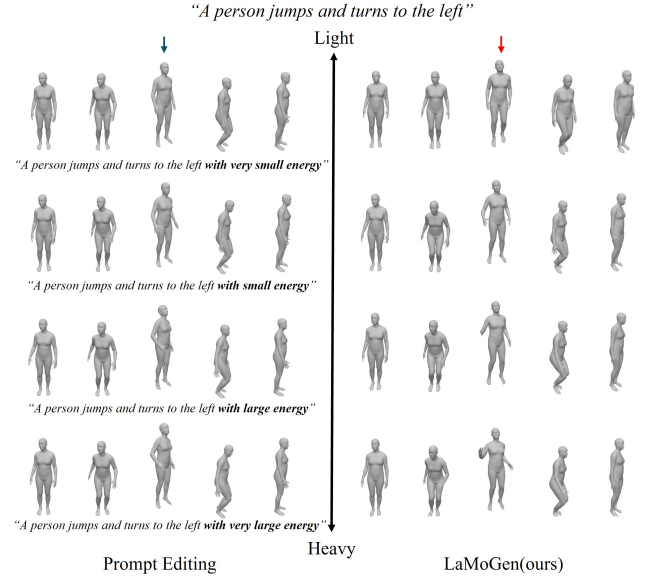 “A person jumps and turns to the left”
Light
“A person jumps and turns to the left with very small energy”
“A person jumps and turns to the left with small energy”
“A person jumps and turns to the left with large energy”
“A person jumps and turns to the left with very large energy”
Heavy
Prompt Editing
LaMoGen(ours)